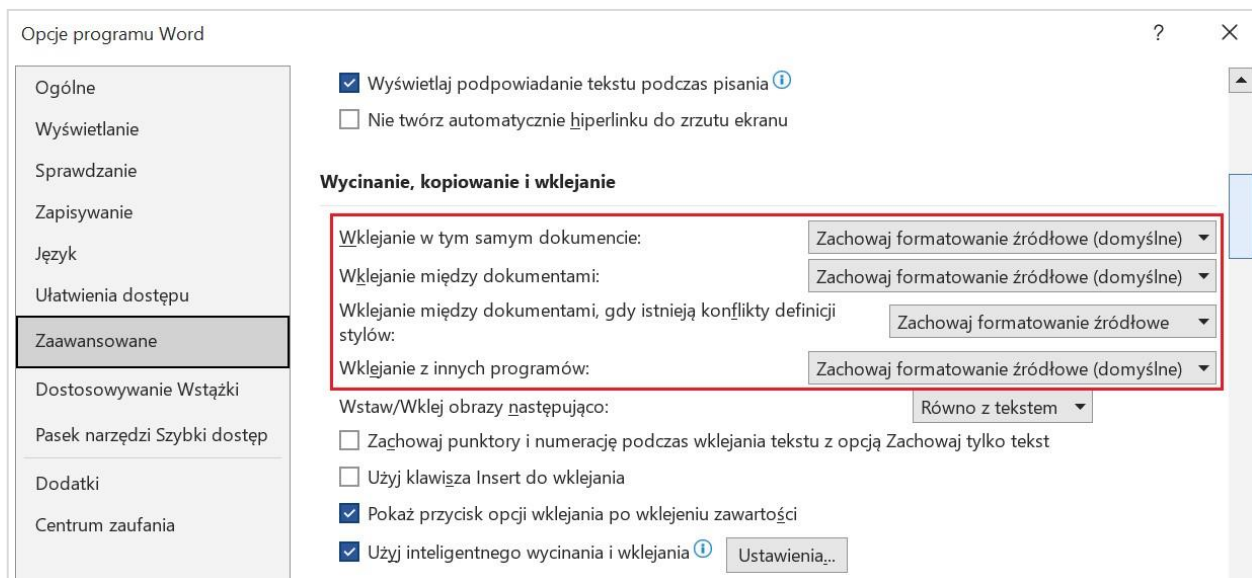 Opcje programu Word
?
Ogólne
Wyświetlanie
Sprawdzanie
Zapisywanie
Język
Ułatwienia dostępu
Zaawansowane
Dostosowywanie Wstążki
Pasek narzędzi Szybki dostęp
Dodatki
Centrum zaufania
Wyświetlaj podpowiadanie tekstu podczas pisania
Nie twórz automatycznie hiperlinku do zrzutu ekranu
Wycinanie, kopiowanie i wklejanie
Wklejanie w tym samym dokumencie: Zachowaj formatowanie źródłowe (domyślne)
Wklejanie między dokumentami: Zachowaj formatowanie źródłowe (domyślne)
Wklejanie między dokumentami, gdy istnieją konflikty definicji
stylów: Zachowaj formatowanie źródłowe
Wklejanie z innych programów: Zachowaj formatowanie źródłowe (domyślne)
Wstaw/Wklej obrazy następująco: Równo z tekstem
Zachowaj punktory i numerację podczas wklejania tekstu z opcją Zachowaj tylko tekst
Użyj klawisza Insert do wklejania
Pokaż przycisk opcji wklejania po wklejeniu zawartości
Użyj inteligentnego wycinania i wklejania Ustawienia...